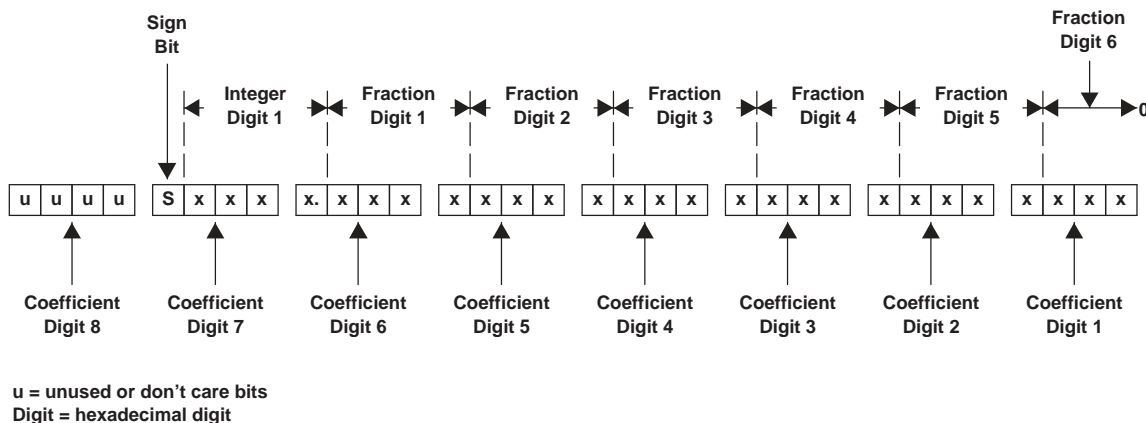 Sign
Bit
Fraction
Digit 6
Integer
Digit 1
Fraction
Digit 1
Fraction
Digit 2
Fraction
Digit 3
Fraction
Digit 4
Fraction
Digit 5
0
u u u u S x x x x. x x x x x x x x x x x x x x x x x x x x x x x
Coefficient
Digit 8
Coefficient
Digit 7
Coefficient
Digit 6
Coefficient
Digit 5
Coefficient
Digit 4
Coefficient
Digit 3
Coefficient
Digit 2
Coefficient
Digit 1
u = unused or don't care bits
Digit = hexadecimal digit